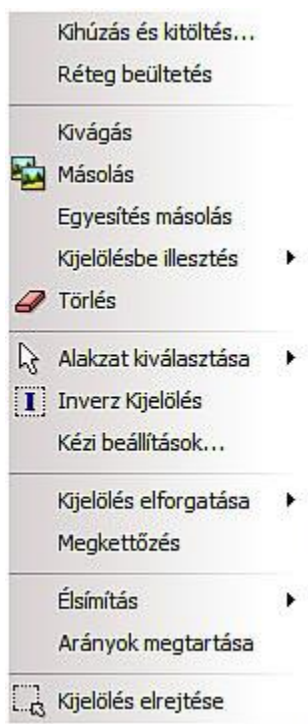 Kihúzás és kitöltés...
Réteg beültetés
Kivágás
Másolás
Egyesítés másolás
Kijelölésbe illesztés
Törlés
Alakzat kiválasztása
I Inverz Kijelölés
Kézi beállítások...
Kijelölés elforgatása
Megkettőzés
Élsímítás
Arányok megtartása
Kijelölés elrejtése